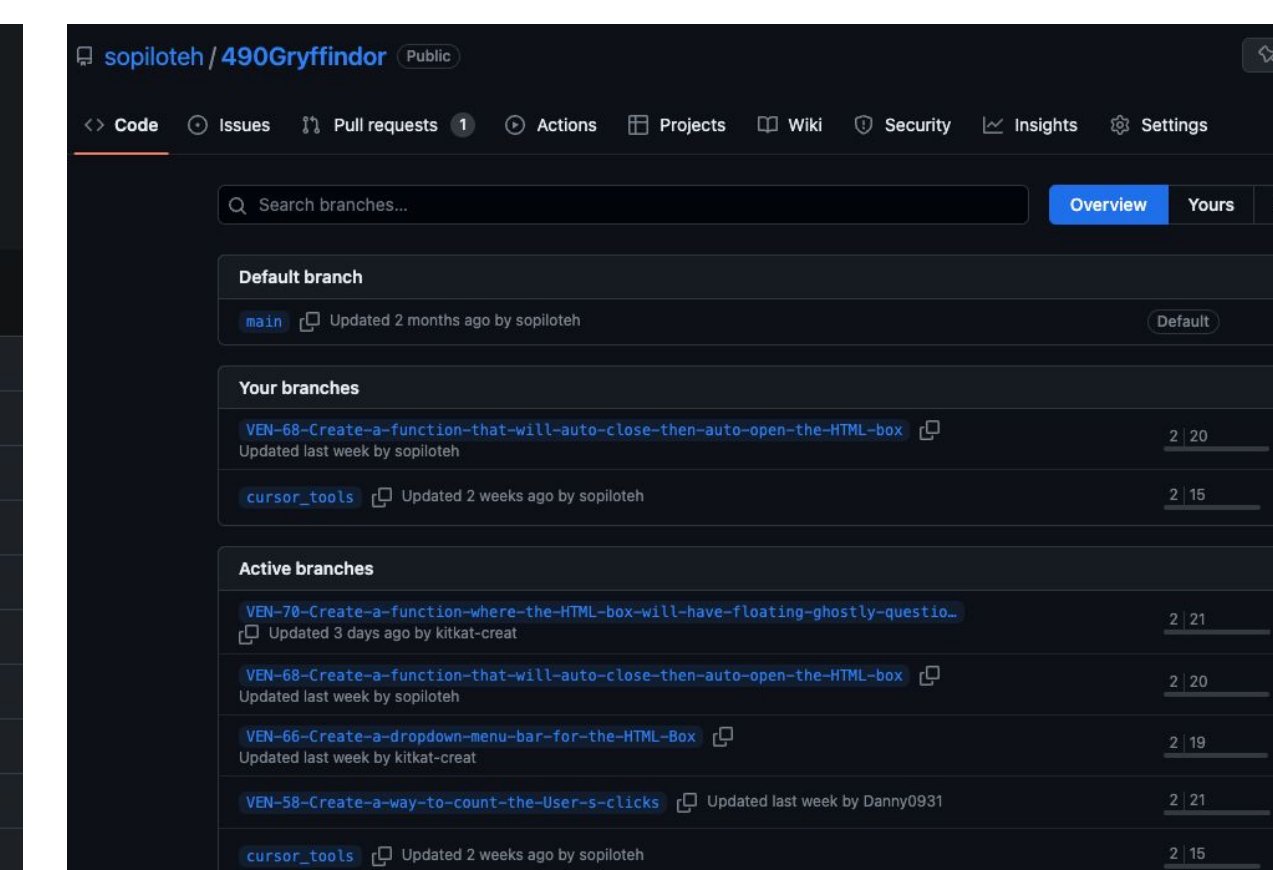 sopiloteh / 490Gryffindor Public
Code Issues Pull requests 1 Actions Projects Wiki Security Insights Settings
Search branches... Overview Yours
Default branch
main Updated 2 months ago by sopiloteh Default
Your branches
VEN-68-Create-a-function-that-will-auto-close-then-auto-open-the-HTML-box
Updated last week by sopiloteh 2 20
cursor_tools Updated 2 weeks ago by sopiloteh 2 15
Active branches
VEN-70-Create-a-function-where-the-HTML-box-will-have-floating-ghostly-questio…
Updated 3 days ago by kitkat-creat 2 21
VEN-68-Create-a-function-that-will-auto-close-then-auto-open-the-HTML-box
Updated last week by sopiloteh 2 20
VEN-66-Create-a-dropdown-menu-bar-for-the-HTML-Box
Updated last week by kitkat-creat 2 19
VEN-58-Create-a-way-to-count-the-User-s-clicks Updated last week by Danny0931 2 21
cursor_tools Updated 2 weeks ago by sopiloteh 2 15